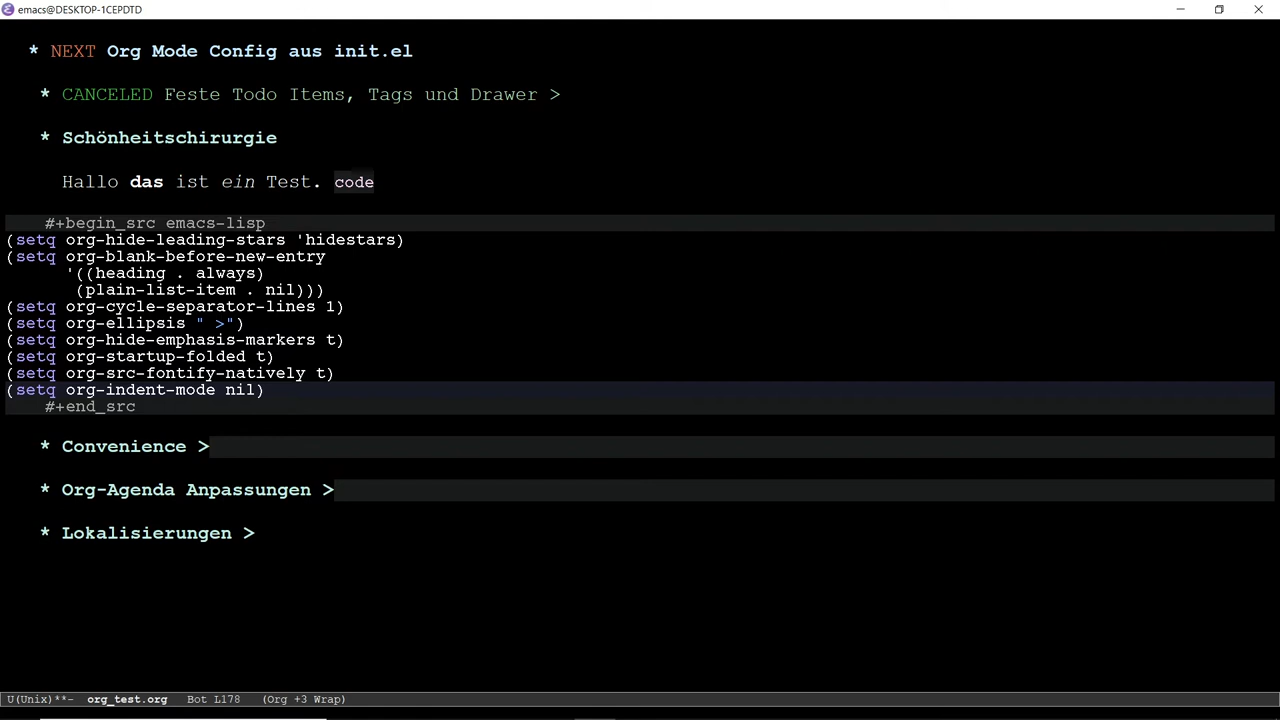 emacs@DESKTOP-1CEPDTD
* NEXT Org Mode Config aus init.el
* CANCELED Feste Todo Items, Tags und Drawer >
* Schönheitschirurgie
Hallo das ist ein Test. code
#+begin_src emacs-lisp
(setq org-hide-leading-stars 'hidestars)
(setq org-blank-before-new-entry
'((heading . always)
(plain-list-item . nil)))
(setq org-cycle-separator-lines 1)
(setq org-ellipsis " >")
(setq org-hide-emphasis-markers t)
(setq org-startup-folded t)
(setq org-src-fontify-natively t)
(setq org-indent-mode nil)
#+end_src
* Convenience >
* Org-Agenda Anpassungen >
* Lokalisierungen >
U(Unix)**- org_test.org Bot L178 (Org +3 Wrap)